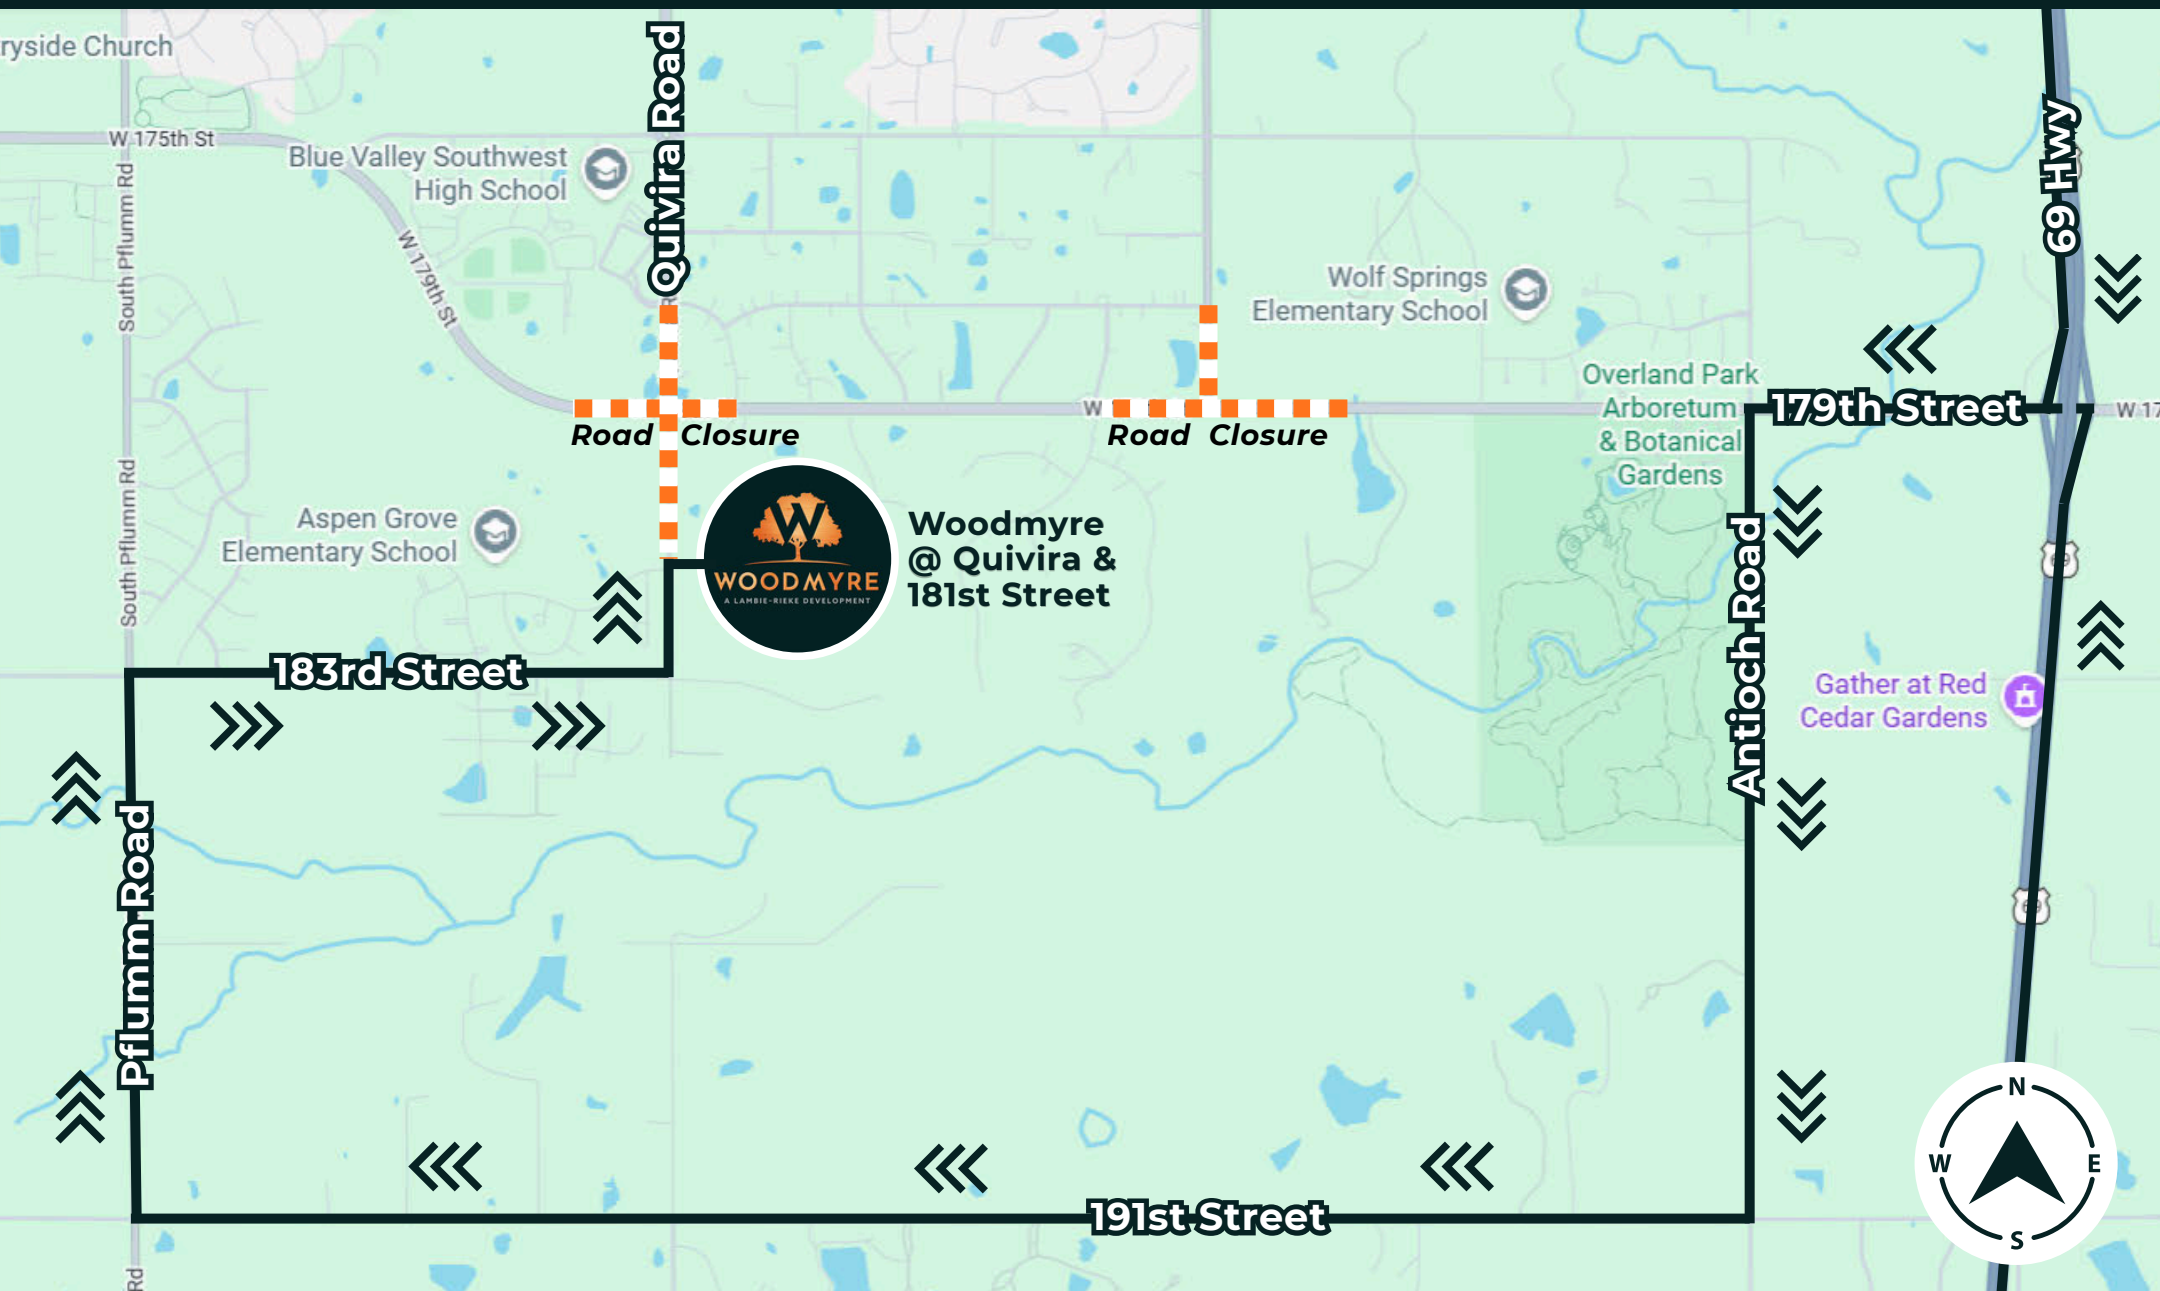 ryside Church
W 175th St
Blue Valley Southwest
High School
Quivira Road
69 Hwy
South Pflumm Rd
W 179th St
Wolf Springs
Elementary School
Overland Park
Arboretum
& Botanical
Gardens
179th Street
W 17
W
Road Closure
Road Closure
WOODMYRE
A LAMBIE-RIEKE DEVELOPMENT
Woodmyre
@ Quivira &
181st Street
Aspen Grove
Elementary School
South Pflumm Rd
Antioch Road
183rd Street
Gather at Red
Cedar Gardens
Pflumm Road
191st Street
N
W E
S
Rd